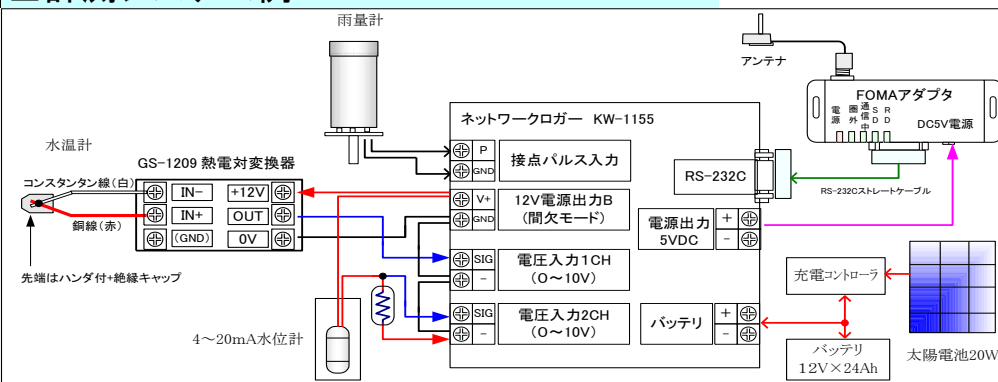 雨量計
アンテナ
FOMAアダプタ
電源
圏外
通信中
SD
RD
DC5V電源
ネットワークロガー KW-1155
水温計
GS-1209 熱電対変換器
コンスタンタン線(白)
銅線(赤)
先端はハンダ付+絶縁キャップ
IN- +12V
IN+ OUT
(GND) 0V
P
GND
接点パルス入力
V+
GND
12V電源出力B
(間欠モード)
SIG
-
電圧入力1CH
(0~10V)
SIG
-
電圧入力2CH
(0~10V)
RS-232C
RS-232Cストレートケーブル
電源出力
5VDC
+
-
バッテリ
+
-
4~20mA水位計
充電コントローラ
バッテリ
12V×24Ah
太陽電池20W